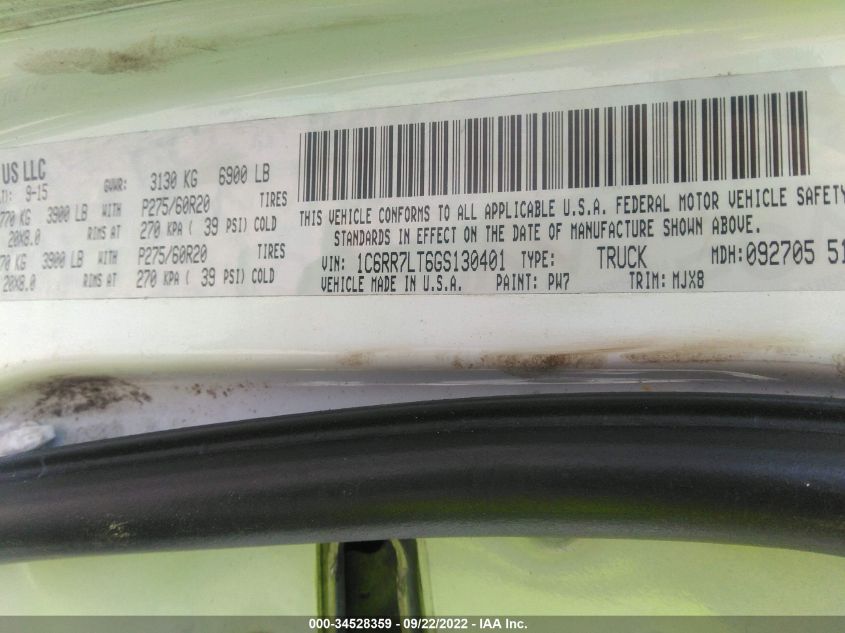 US LLC
9-15 GVWR: 3130 KG 6900 LB
KG 3900 LB WITH P275/60R20 TIRES
20X8.0 RIMS AT 270 KPA ( 39 PSI) COLD
KG 3900 LB WITH P275/60R20 TIRES
20X8.0 RIMS AT 270 KPA ( 39 PSI) COLD
THIS VEHICLE CONFORMS TO ALL APPLICABLE U.S.A. FEDERAL MOTOR VEHICLE SAFETY
STANDARDS IN EFFECT ON THE DATE OF MANUFACTURE SHOWN ABOVE.
VIN: 1C6RR7LT6GS130401 TYPE: TRUCK MDH: 092705 51
VEHICLE MADE IN U.S.A. PAINT: PW7 TRIM: MJX8
000-34528359 - 09/22/2022 - IAA Inc.